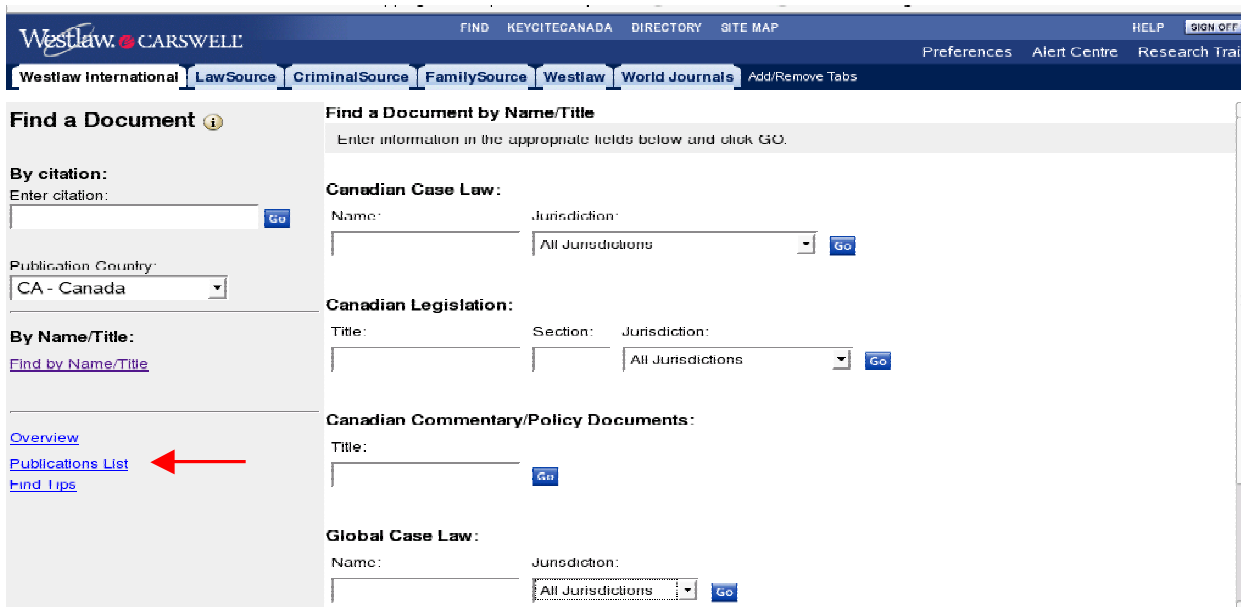 Westlaw. CARSWELL
FIND KEYCITECANADA DIRECTORY SITE MAP
HELP SIGN OFF
Preferences Alert Centre Research Trai
Westlaw International LawSource CriminalSource FamilySource Westlaw World Journals Add/Remove Tabs
Find a Document
By citation:
Enter citation:
Go
Publication Country:
CA - Canada
By Name/Title:
Find by Name/Title
Overview
Publications List
Find Tips
Find a Document by Name/Title
Enter information in the appropriate fields below and click GO.
Canadian Case Law:
Name: Jurisdiction:
All Jurisdictions Go
Canadian Legislation:
Title: Section: Jurisdiction:
All Jurisdictions Go
Canadian Commentary/Policy Documents:
Title:
Go
Global Case Law:
Name: Jurisdiction:
All Jurisdictions Go